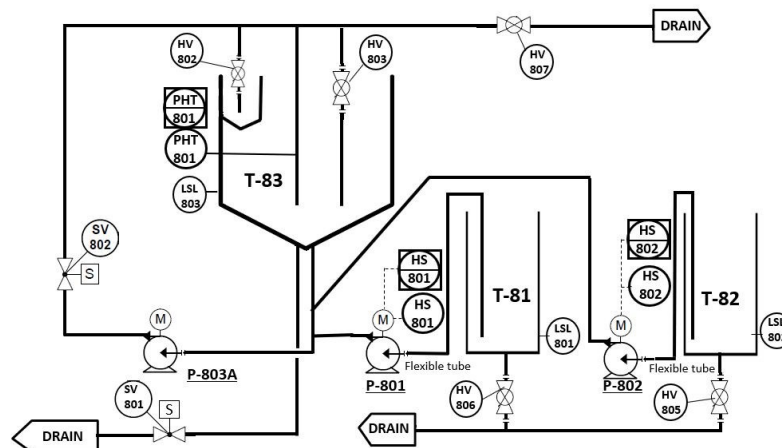 HV
802
HV
803
HV
807
DRAIN
PHT
801
PHT
801
T-83
LSL
803
SV
802
S
HS
801
HS
801
HS
802
HS
802
T-81
T-82
M
M
M
LSL
801
P-803A
P-801
Flexible tube
P-802
Flexible tube
SV
801
S
HV
806
HV
805
DRAIN
DRAIN